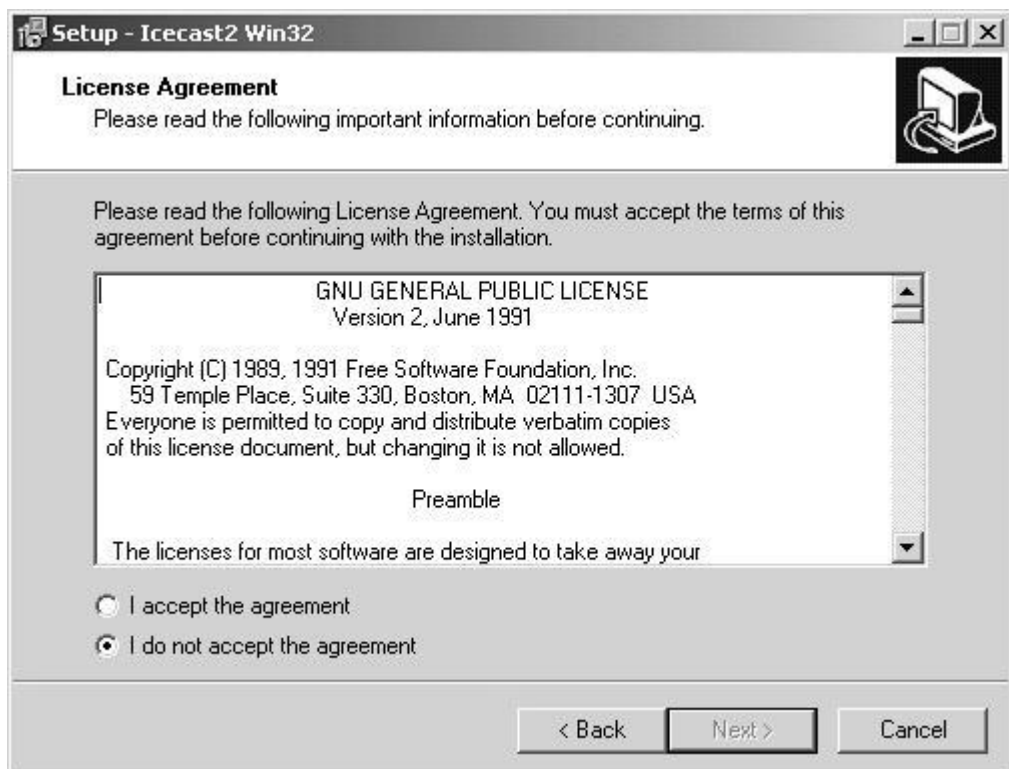 Setup - Icecast2 Win32
License Agreement
Please read the following important information before continuing.
Please read the following License Agreement. You must accept the terms of this
agreement before continuing with the installation.
GNU GENERAL PUBLIC LICENSE
Version 2, June 1991
Copyright (C) 1989, 1991 Free Software Foundation, Inc.
59 Temple Place, Suite 330, Boston, MA  02111-1307  USA
Everyone is permitted to copy and distribute verbatim copies
of this license document, but changing it is not allowed.
Preamble
The licenses for most software are designed to take away your
I accept the agreement
I do not accept the agreement
< Back
Next >
Cancel